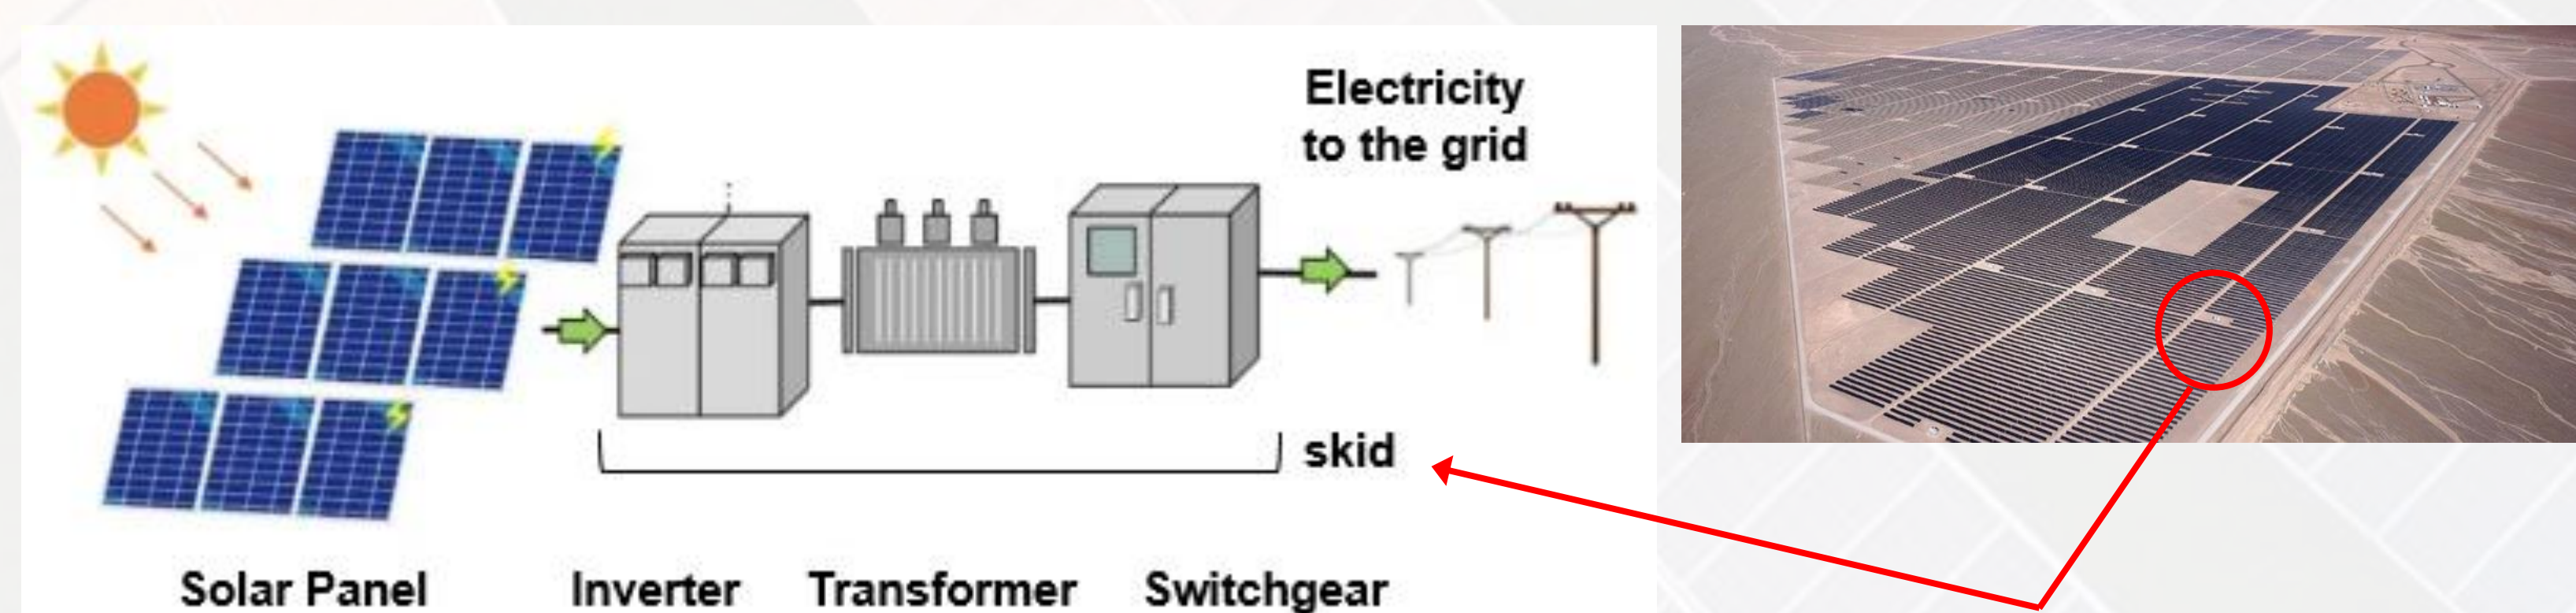 Electricity
to the grid
skid
Solar Panel
Inverter
Transformer
Switchgear